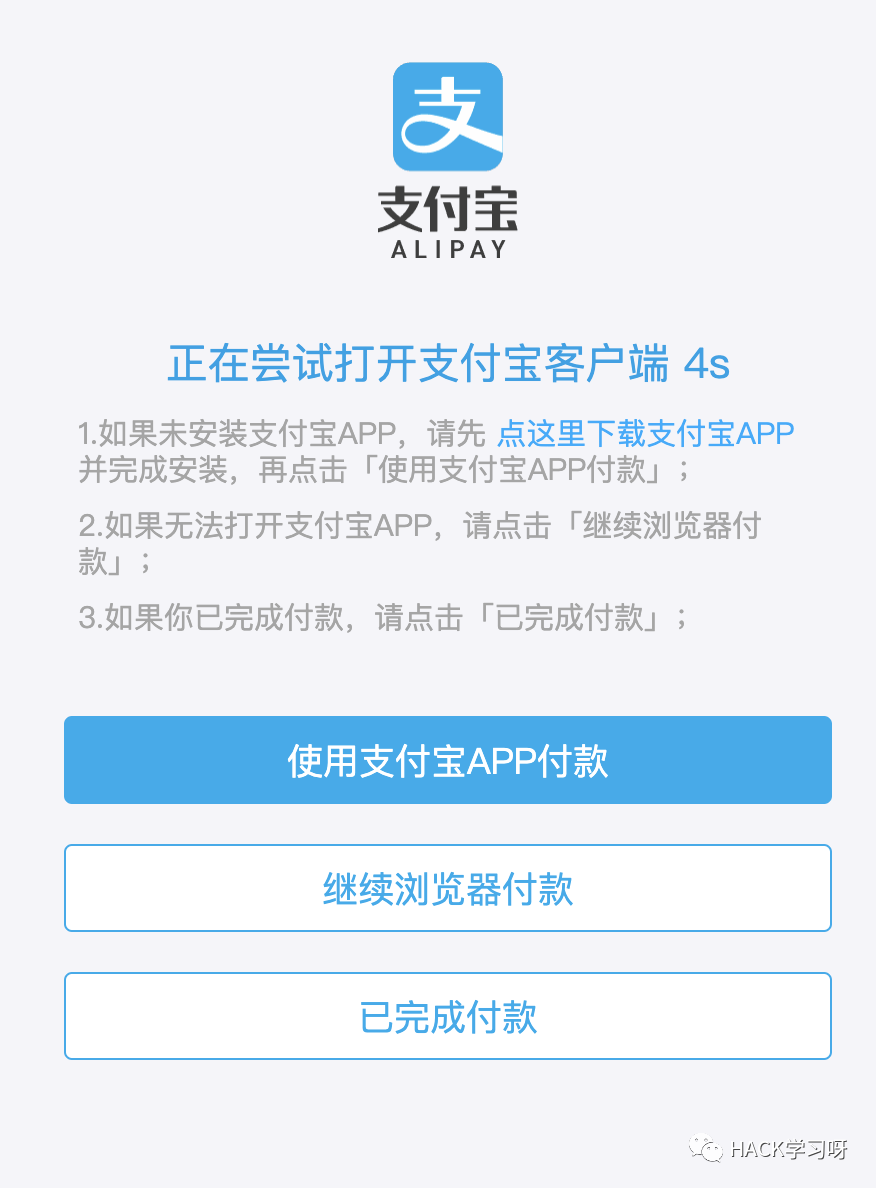 支
支付宝
ALIPAY
正在尝试打开支付宝客户端 4s
1.如果未安装支付宝APP，请先 点这里下载支付宝APP
并完成安装，再点击「使用支付宝APP付款」；
2.如果无法打开支付宝APP，请点击「继续浏览器付
款」；
3.如果你已完成付款，请点击「已完成付款」；
使用支付宝APP付款
继续浏览器付款
已完成付款
HACK学习呀